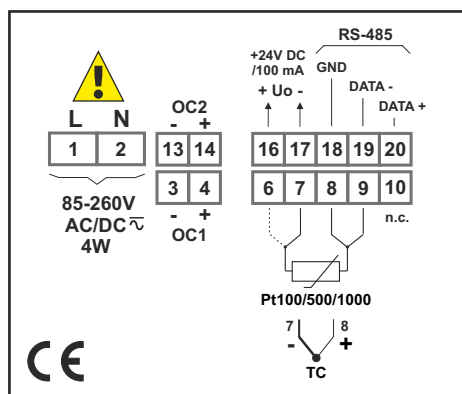 RS-485
+24V DC
/100 mA
GND
+ Uo -
DATA -
DATA +
L N
OC2
- +
1 2
13 14
16 17 18 19 20
3 4
6 7 8 9 10
- +
OC1
n.c.
85-260V
AC/DC
4W
Pt100/500/1000
7 8
- +
TC
CE